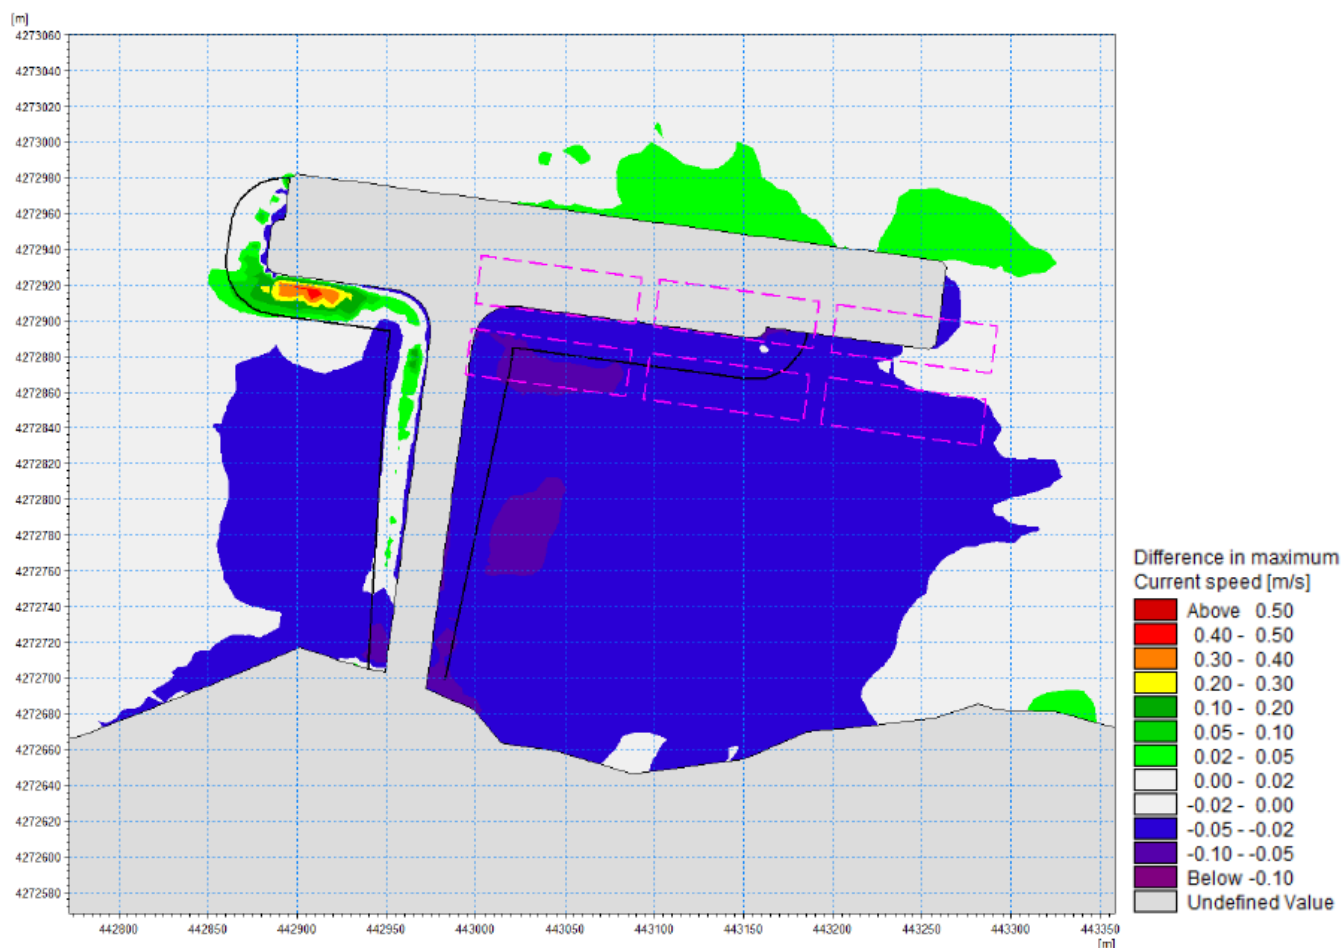 [m]
4273060
4273040
4273020
4273000
4272980
4272960
4272940
4272920
4272900
4272880
4272860
4272840
4272820
4272800
4272780
4272760
4272740
4272720
4272700
4272680
4272660
4272640
4272620
4272600
4272580
442800 442850 442900 442950 443000 443050 443100 443150 443200 443250 443300 443350
[m]
Difference in maximum
Current speed [m/s]
Above 0.50
0.40 - 0.50
0.30 - 0.40
0.20 - 0.30
0.10 - 0.20
0.05 - 0.10
0.02 - 0.05
0.00 - 0.02
-0.02 - 0.00
-0.05 - -0.02
-0.10 - -0.05
Below -0.10
Undefined Value